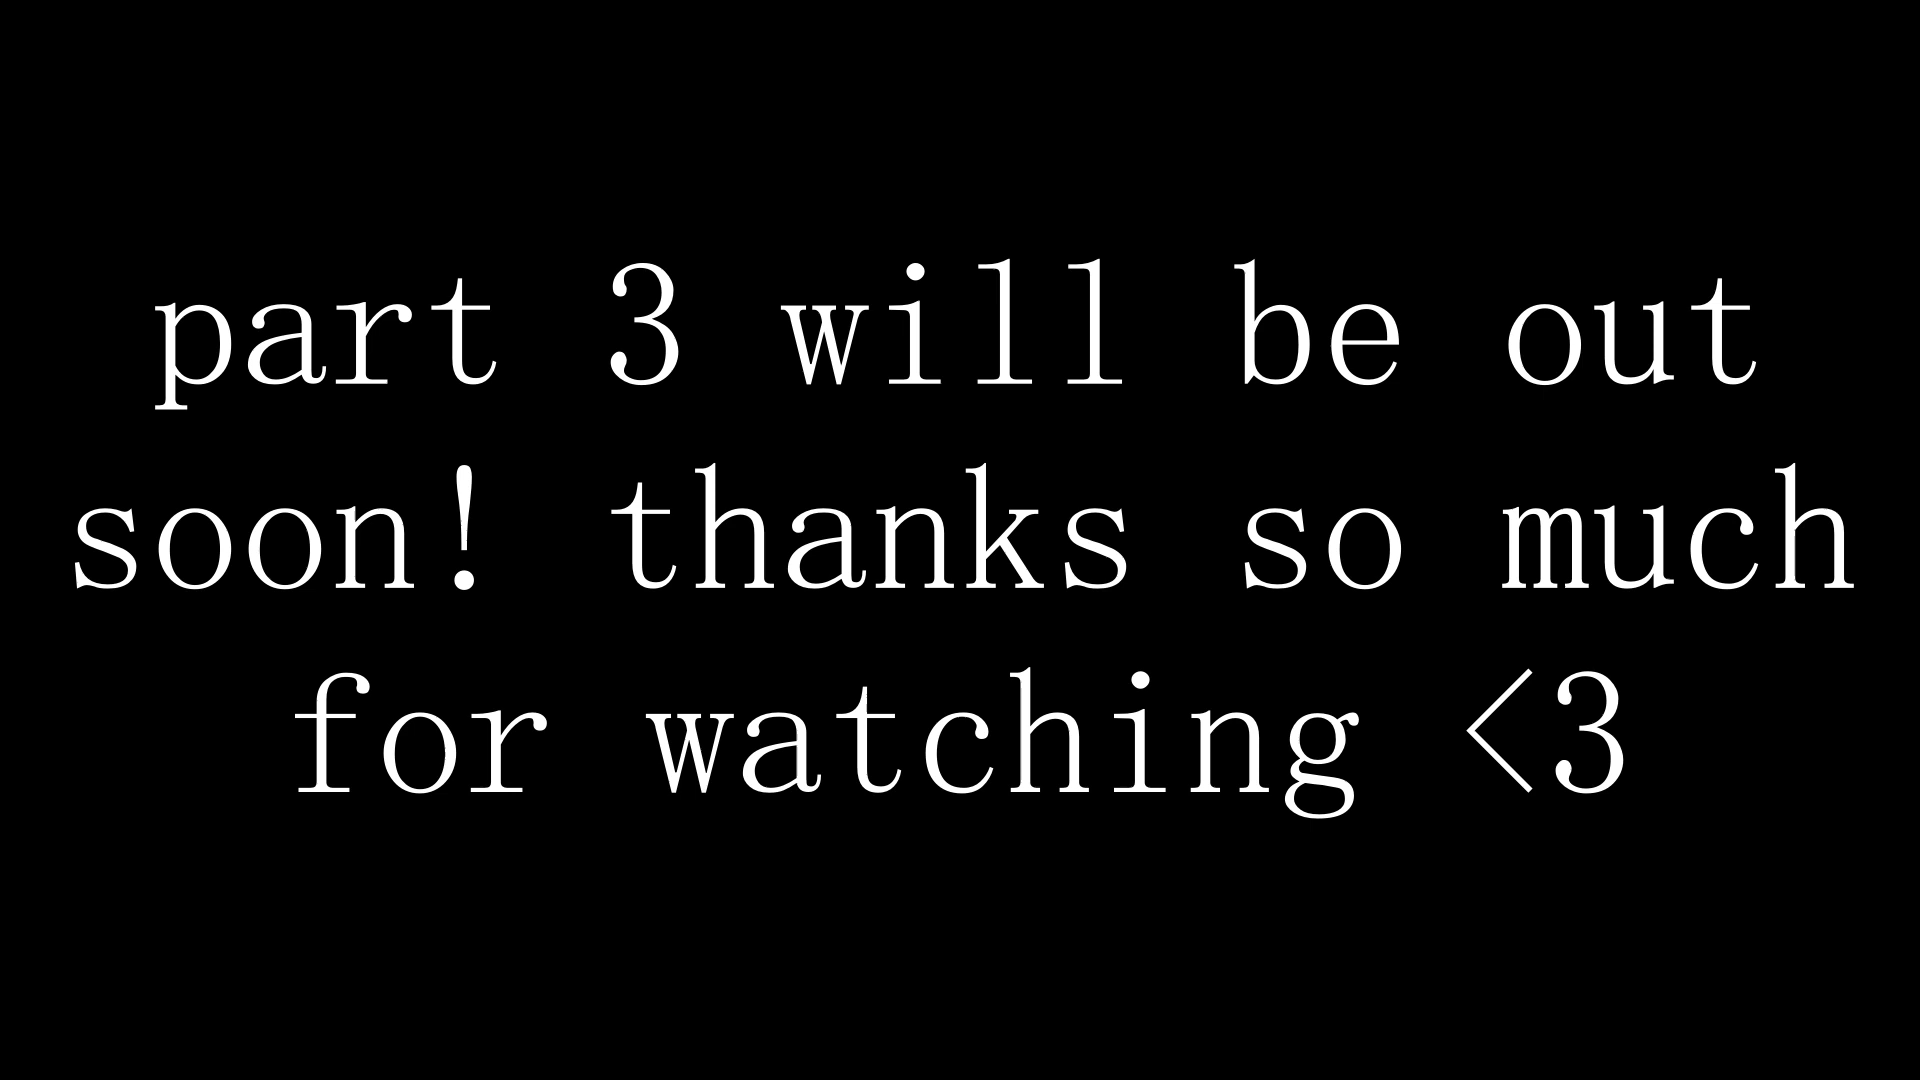 part 3 will be out
soon! thanks so much
for watching <3